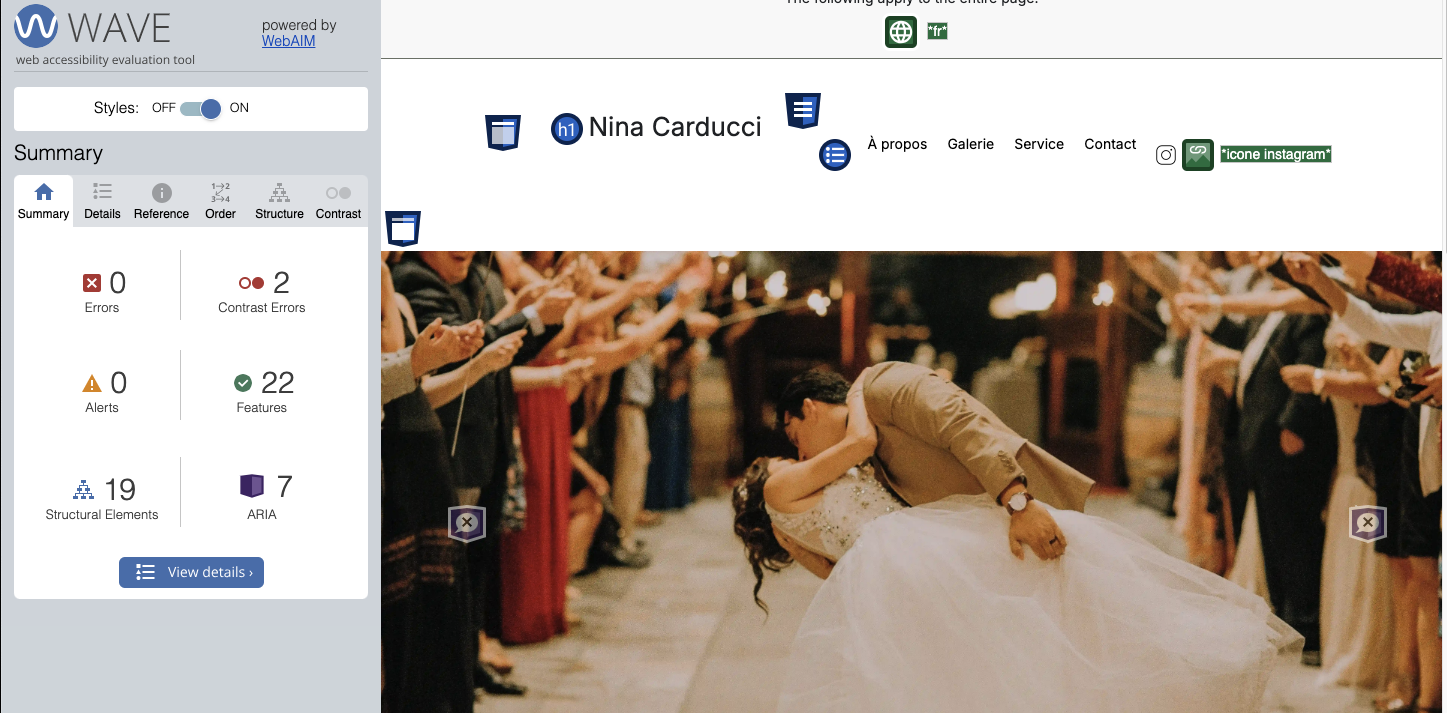 WAVE
powered by
WebAIM
web accessibility evaluation tool
Styles: OFF ON
Summary
Summary Details Reference Order Structure Contrast
0
Errors
2
Contrast Errors
0
Alerts
22
Features
19
Structural Elements
7
ARIA
View details ›
The following apply to the entire page:
*fr*
h1 Nina Carducci
À propos Galerie Service Contact
*icone instagram*